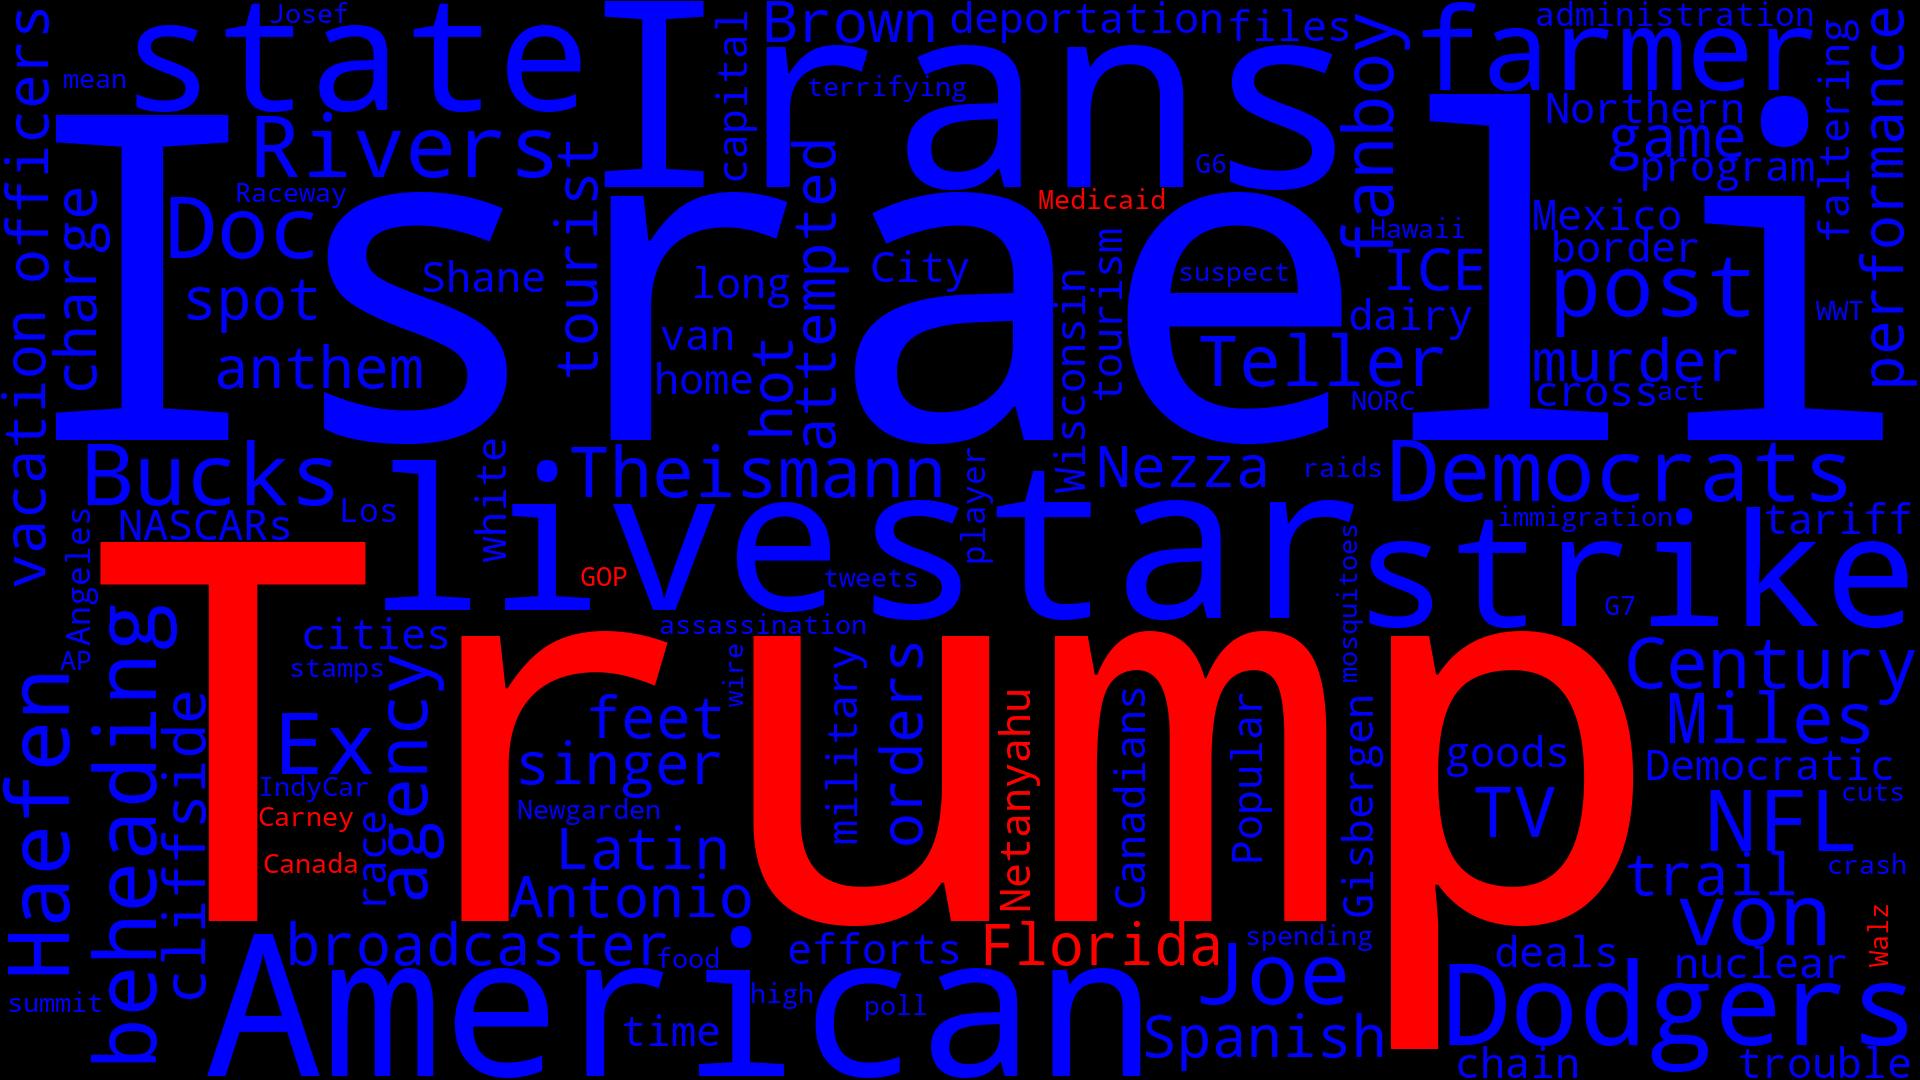 Josef
state
Irans
Brown
deportation
files
administration
farmer
mean
capital
terrifying
fanboy
faltering
performance
vacation officers
Rivers
tourist
attempted
G6
Northern
game
program
Israeli
charge
Raceway
Doc
Medicaid
Hawaii
Mexico
border
spot
Shane
long
City
tourism
suspect
ICE
post
WWT
anthem
van
home
hot
Wisconsin
dairy
Teller
murder
cross
act
NORC
Bucks
white
Theismann
player
Nezza
raids
Democrats
NASCARs
Los
livestar
immigration
strike
tariff
Angeles
GOP
tweets
mosquitoes
G7
AP
beheading
cities
assassination
Century
Trump
stamps
wire
military
orders
Haefen
cliffside
agency
feet
Netanyahu
Canadians
Popular
Gisbergen
Miles
Ex
singer
goods
Democratic
IndyCar
Carney
Newgarden
TV
NFL
cuts
Canada
race
Latin
trail
crash
Antonio
von
Walz
broadcaster
food
efforts
Florida
spending
deals
nuclear
summit
American
high
poll
Joe
Dodgers
time
Spanish
chain
trouble